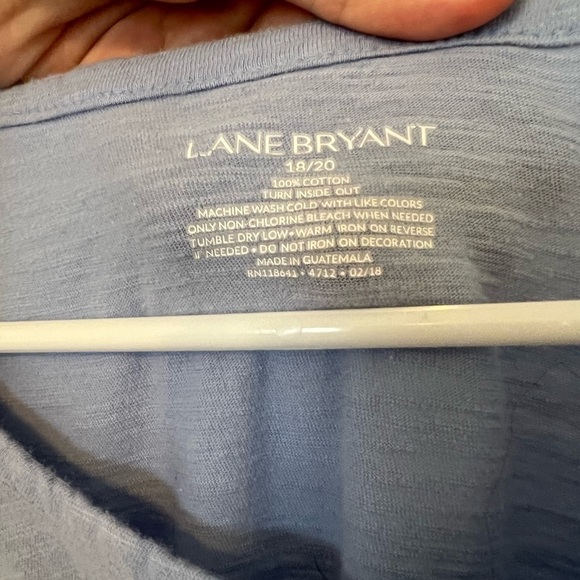 LANE BRYANT
18/20
100% COTTON
TURN INSIDE OUT
MACHINE WASH COLD WITH LIKE COLORS
ONLY NON-CHLORINE BLEACH WHEN NEEDED
TUMBLE DRY LOW • WARM IRON ON REVERSE
IF NEEDED • DO NOT IRON ON DECORATION
MADE IN GUATEMALA
RN118641 • 4712 • 02/18